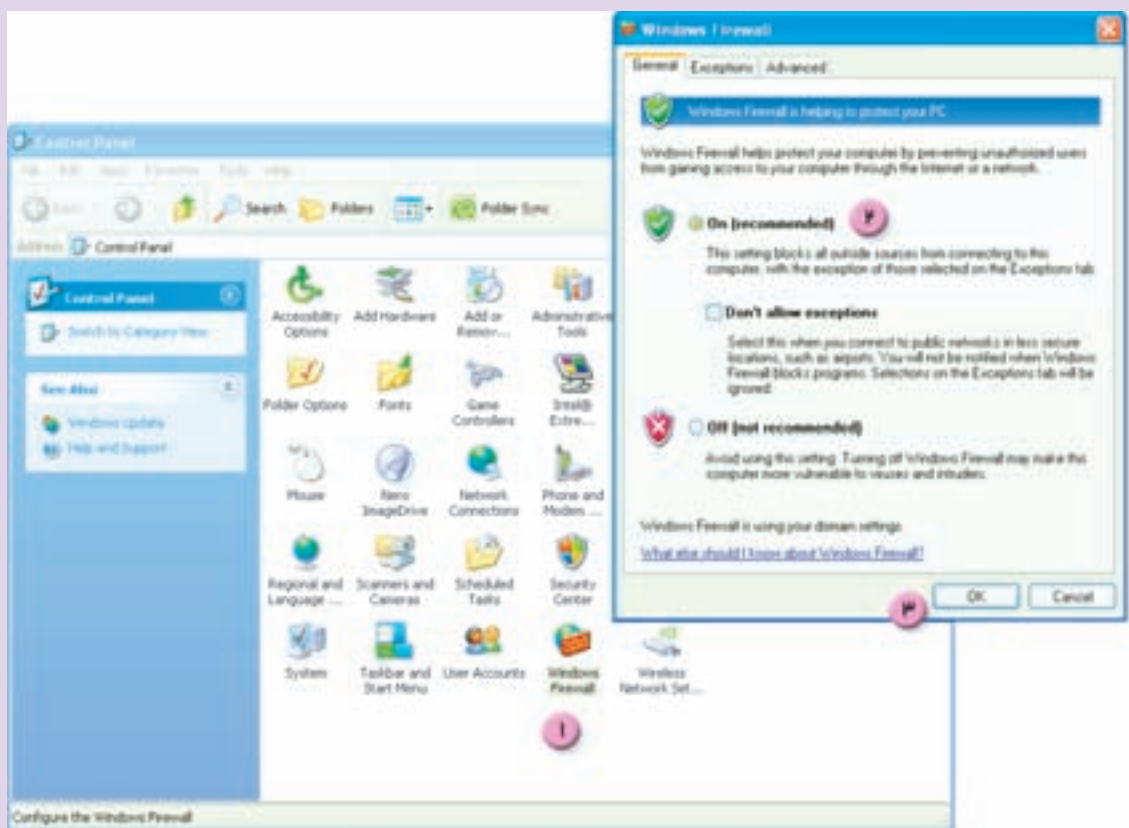 Windows Firewall
General Exceptions Advanced
Windows Firewall is helping to protect your PC
Windows Firewall helps protect your computer by preventing unauthorized users
from gaining access to your computer through the Internet or a network.
On (recommended)
۲
This setting blocks all outside sources from connecting to this
computer, with the exception of those selected on the Exceptions tab.
Don't allow exceptions
Select this when you connect to public networks in less secure
locations, such as airports. You will not be notified when Windows
Firewall blocks programs. Selections on the Exceptions tab will be
ignored.
Off (not recommended)
Avoid using this setting. Turning off Windows Firewall may make this
computer more vulnerable to viruses and intruders.
Windows Firewall is using your domain settings.
What else should I know about Windows Firewall?
۳
OK Cancel
Control Panel
File Edit View Favorites Tools Help
Back Search Folders Folder Sync
Address Control Panel
Control Panel
Switch to Category View
See Also
Windows Update
Help and Support
Accessibility
Options
Add Hardware
Add or
Remov...
Administrative
Tools
Folder Options
Fonts
Game
Controllers
Intel®
Extre...
Mouse
Nero
ImageDrive
Network
Connections
Phone and
Modem ...
Regional and
Language ...
Scanners and
Cameras
Scheduled
Tasks
Security
Center
System
Taskbar and
Start Menu
User Accounts
Windows
Firewall
Wireless
Network Set...
۱
Configure the Windows Firewall